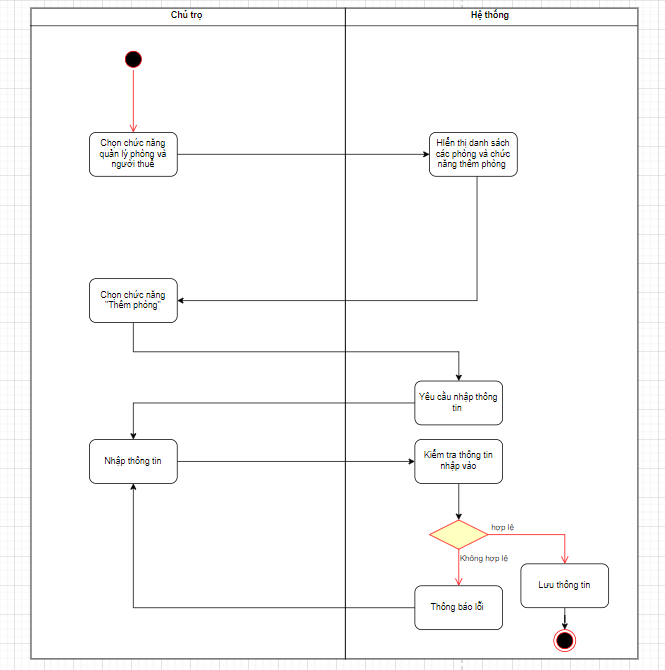 Chủ trọ
Hệ thống
Chọn chức năng
quản lý phòng và
người thuê
Hiển thị danh sách
các phòng và chức
năng thêm phòng
Chọn chức năng
"Thêm phòng"
Yêu cầu nhập thông
tin
Nhập thông tin
Kiểm tra thông tin
nhập vào
hợp lệ
Không hợp lệ
Lưu thông tin
Thông báo lỗi